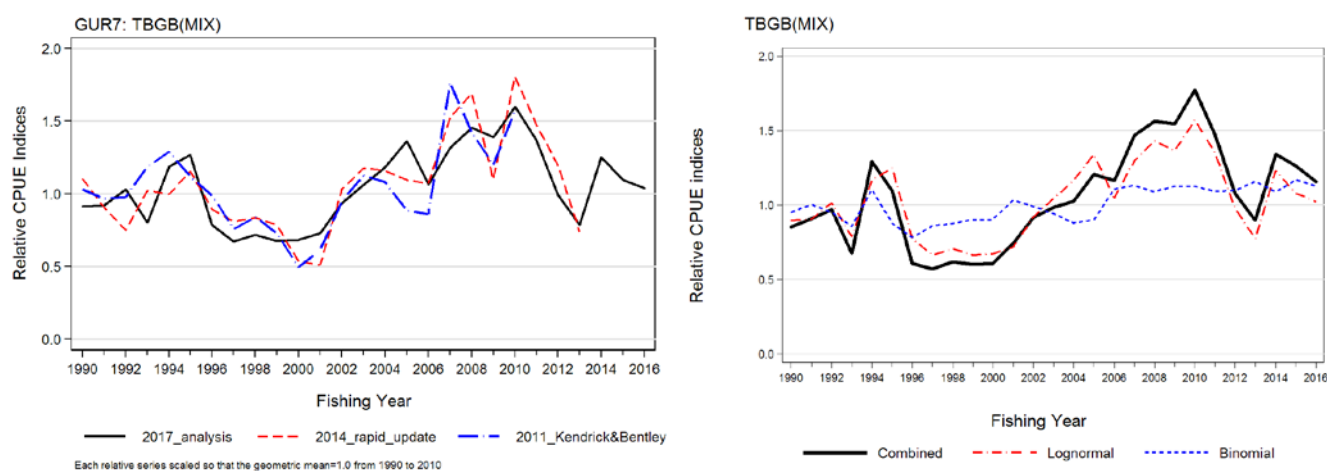 GUR7: TBGB(MIX)
2.0
1.5
1.0
0.5
0.0
Relative CPUE Indices
1990 1992 1994 1996 1998 2000 2002 2004 2006 2008 2010 2012 2014 2016
Fishing Year
2017_analysis 2014_rapid_update 2011_Kendrick&Bentley
Each relative series scaled so that the geometric mean=1.0 from 1990 to 2010
TBGB(MIX)
2.0
1.5
1.0
0.5
0.0
Relative CPUE Indices
1990 1992 1994 1996 1998 2000 2002 2004 2006 2008 2010 2012 2014 2016
Fishing Year
Combined Lognormal Binomial